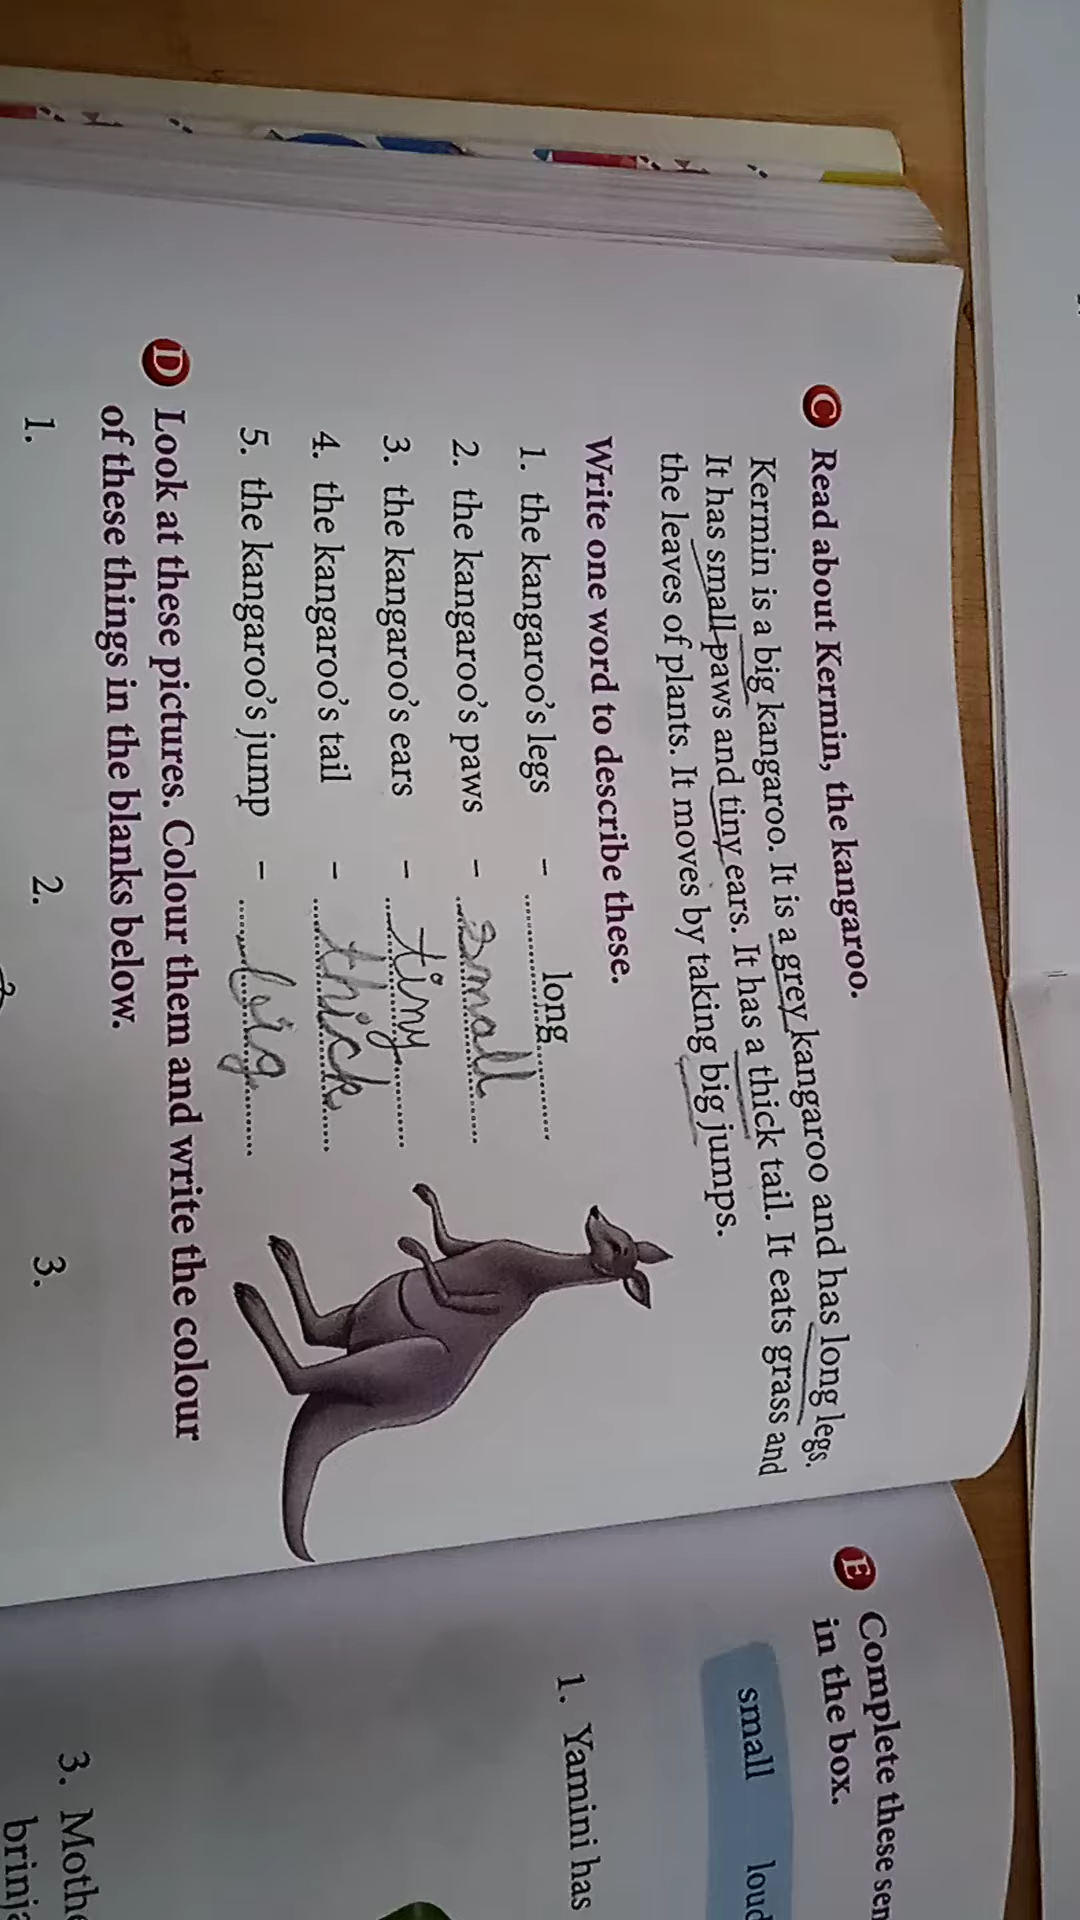 C Read about Kermin, the kangaroo.
Kermin is a big kangaroo. It is a grey kangaroo and has long legs.
It has small paws and tiny ears. It has a thick tail. It eats grass and
the leaves of plants. It moves by taking big jumps.
Write one word to describe these.
1. the kangaroo's legs – long
2. the kangaroo's paws – small
3. the kangaroo's ears – tiny
4. the kangaroo's tail – thick
5. the kangaroo's jump – big
D Look at these pictures. Colour them and write the colour
of these things in the blanks below.
1. 2. 3.
E Complete these
in the box.
small loud
1. Yamini has
3.